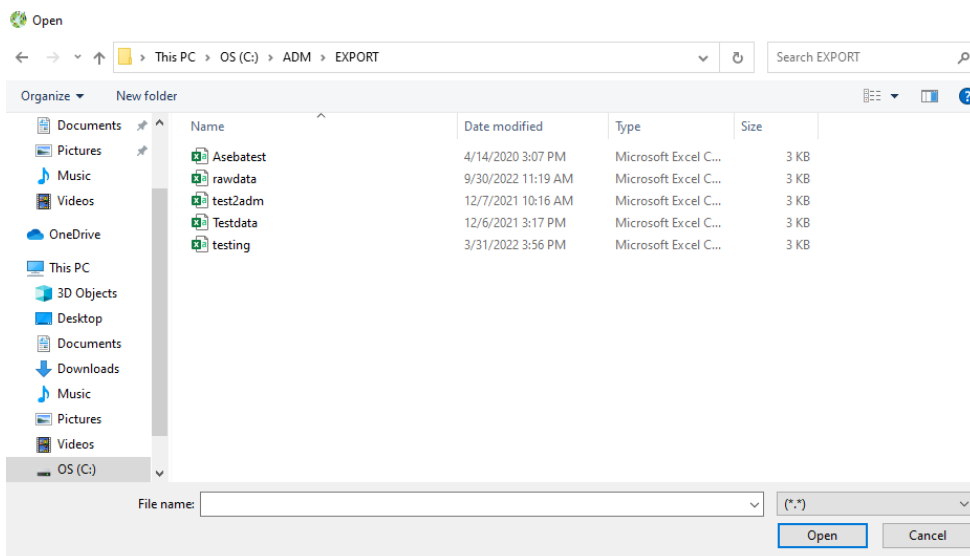 Open
This PC > OS (C:) > ADM > EXPORT
Search EXPORT
Organize
New folder
Documents
Pictures
Music
Videos
OneDrive
This PC
3D Objects
Desktop
Documents
Downloads
Music
Pictures
Videos
OS (C:)
Name Date modified Type Size
Asebatest 4/14/2020 3:07 PM Microsoft Excel C... 3 KB
rawdata 9/30/2022 11:19 AM Microsoft Excel C... 3 KB
test2adm 12/7/2021 10:16 AM Microsoft Excel C... 3 KB
Testdata 12/6/2021 3:17 PM Microsoft Excel C... 3 KB
testing 3/31/2022 3:56 PM Microsoft Excel C... 3 KB
File name:
(*.*)
Open
Cancel